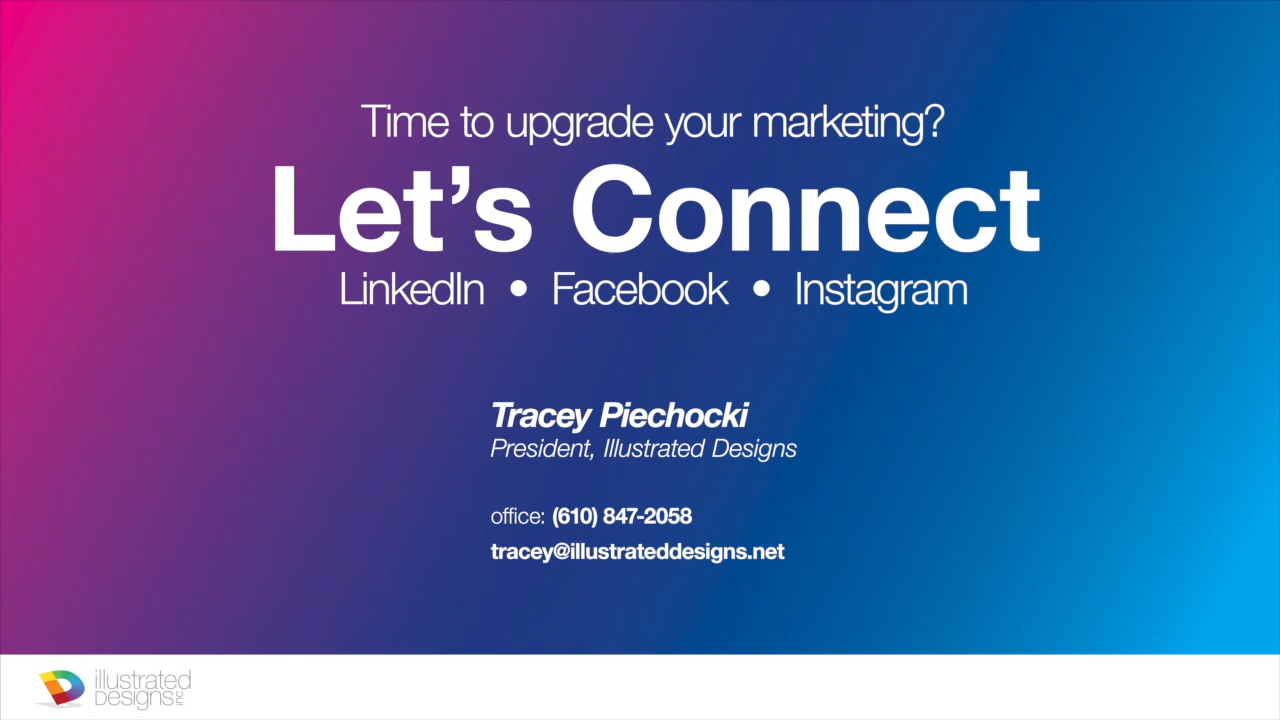 Time to upgrade your marketing?
Let's Connect
LinkedIn • Facebook • Instagram
Tracey Piechocki
President, Illustrated Designs
office: (610) 847-2058
tracey@illustrateddesigns.net
illustrated
Designs INC